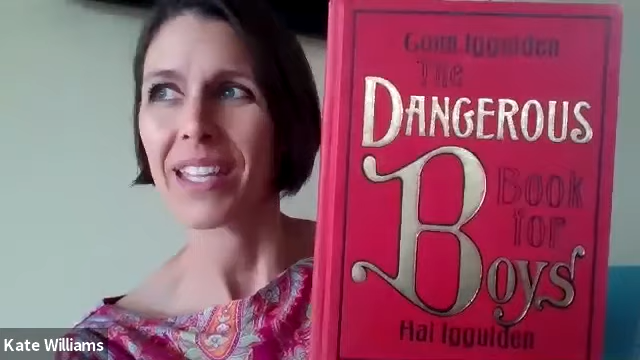 Conn Iggulden
The
DANGEROUS
Book
for
Boys
Hal Iggulden
Kate Williams